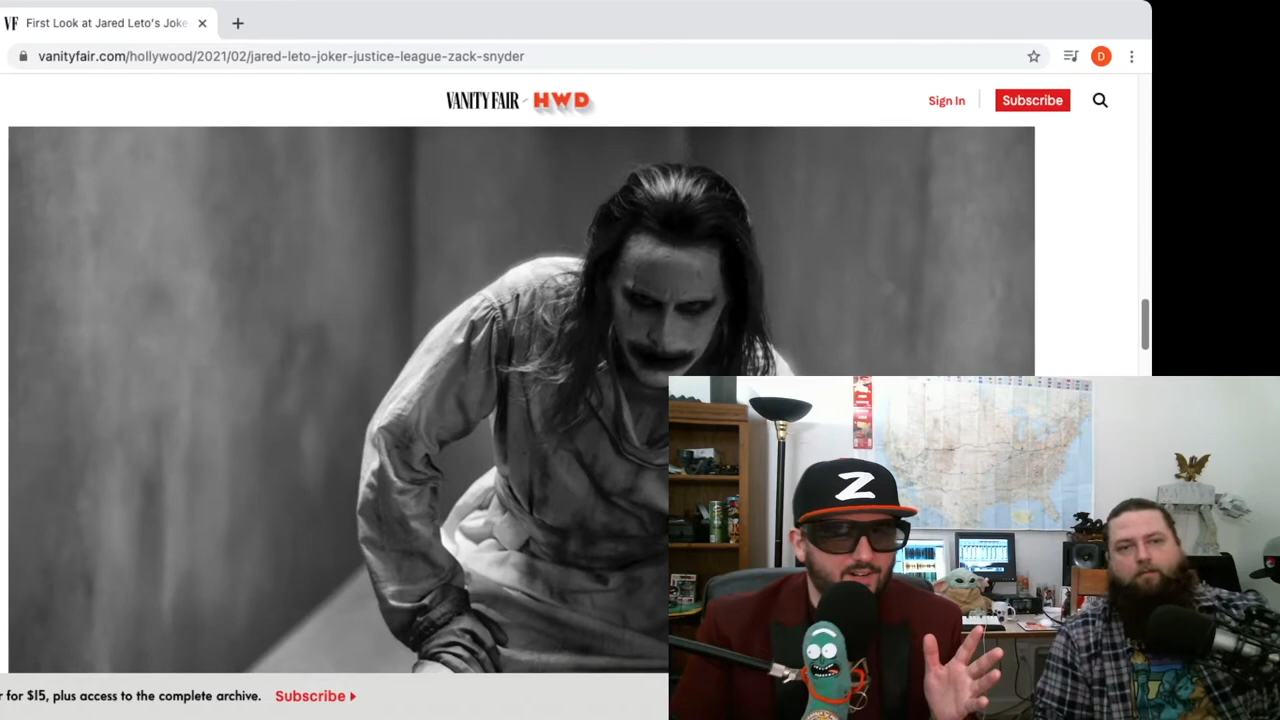 VF First Look at Jared Leto's Joke
vanityfair.com/hollywood/2021/02/jared-leto-joker-justice-league-zack-snyder
D
VANITY FAIR HWD
Sign In
Subscribe
Z
r for $15, plus access to the complete archive. Subscribe